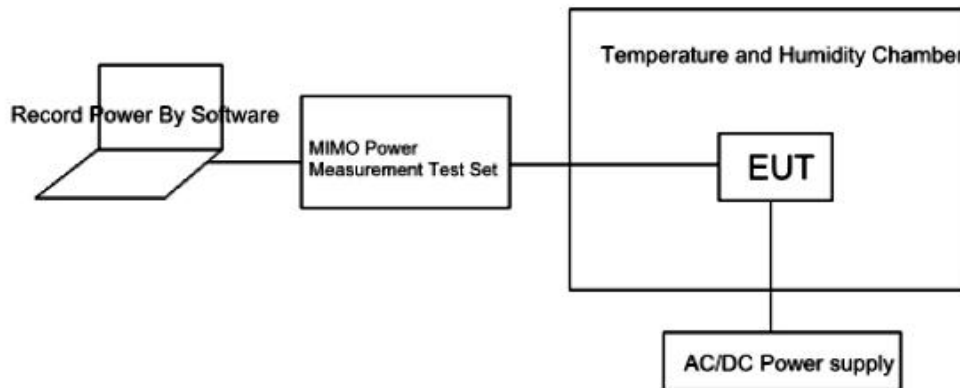 Temperature and Humidity Chamber
Record Power By Software
MIMO Power
Measurement Test Set
EUT
AC/DC Power supply